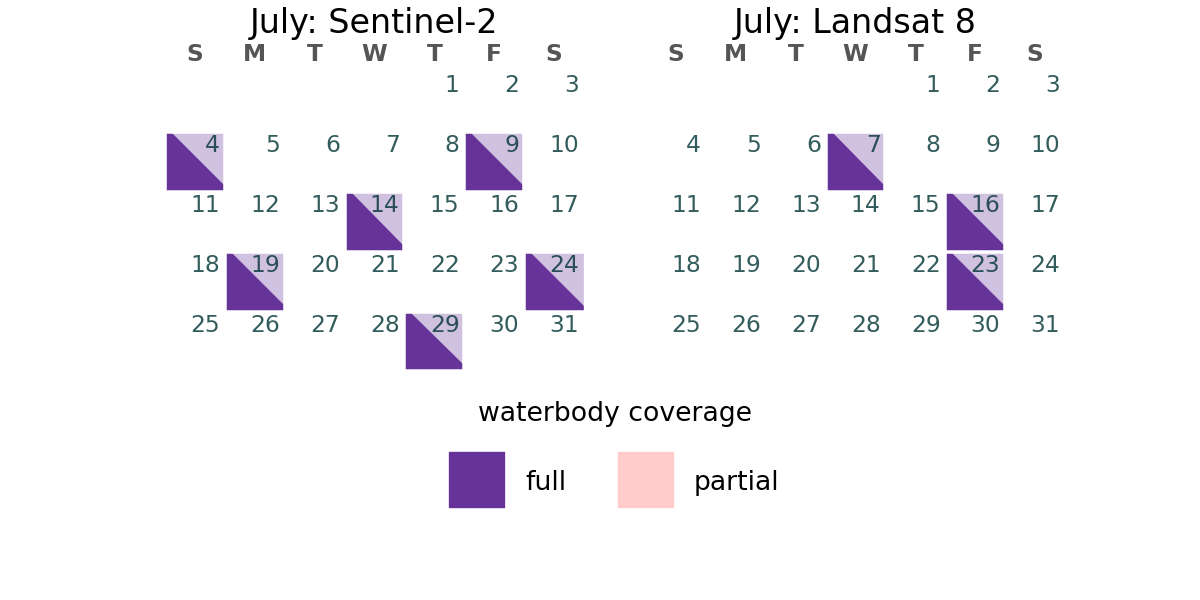 July: Sentinel-2
S M T W T F S
1 2 3
4 5 6 7 8 9 10
11 12 13 14 15 16 17
18 19 20 21 22 23 24
25 26 27 28 29 30 31
July: Landsat 8
S M T W T F S
1 2 3
4 5 6 7 8 9 10
11 12 13 14 15 16 17
18 19 20 21 22 23 24
25 26 27 28 29 30 31
waterbody coverage
full partial